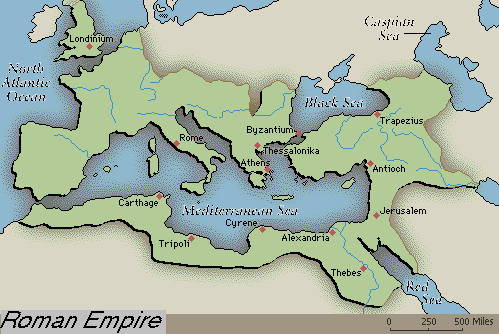 Caspian
Sea
Londinium
North
Atlantic
Ocean
Black Sea
Trapezius
Byzantium
Rome
Thessalonika
Athens
Antioch
Carthage
Mediterranean Sea
Jerusalem
Cyrene
Alexandria
Tripoli
Thebes
Red
Sea
Roman Empire
0 250 500 Miles